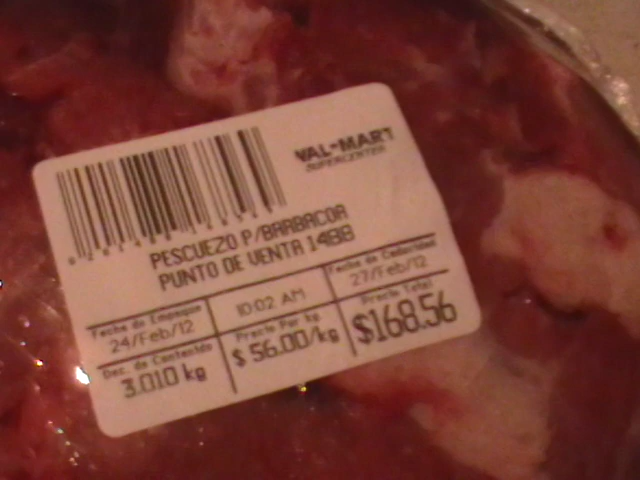 WAL-MART
SUPERCENTER
PESCUEZO P/BARBACOA
PUNTO DE VENTA 1488
Fecha de Empaque
24/Feb/12
10:02 AM
Fecha de Caducidad
27/Feb/12
Dec. de Contenido
3.010 kg
Precio Por kg
$ 56.00/kg
Precio Total
$168.56